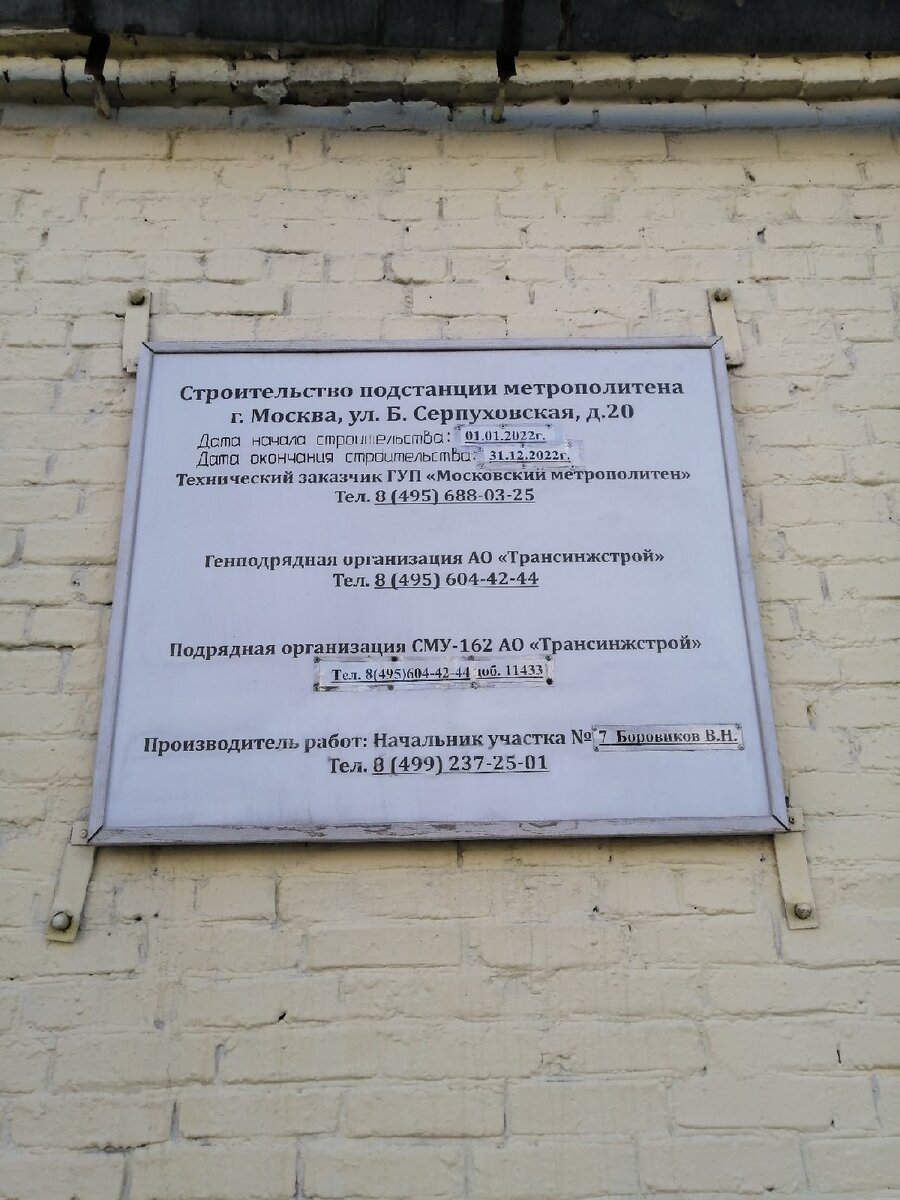 Строительство подстанции метрополитена
г. Москва, ул. Б. Серпуховская, д.20
Дата начала строительства: 01.01.2022г.
Дата окончания строительства: 31.12.2022г.
Технический заказчик ГУП «Московский метрополитен»
Тел. 8 (495) 688-03-25
Генподрядная организация АО «Трансинжстрой»
Тел. 8 (495) 604-42-44
Подрядная организация СМУ-162 АО «Трансинжстрой»
Тел. 8(495)604-42-44 доб. 11433
Производитель работ: Начальник участка № 7 Боровиков В.Н.
Тел. 8 (499) 237-25-01